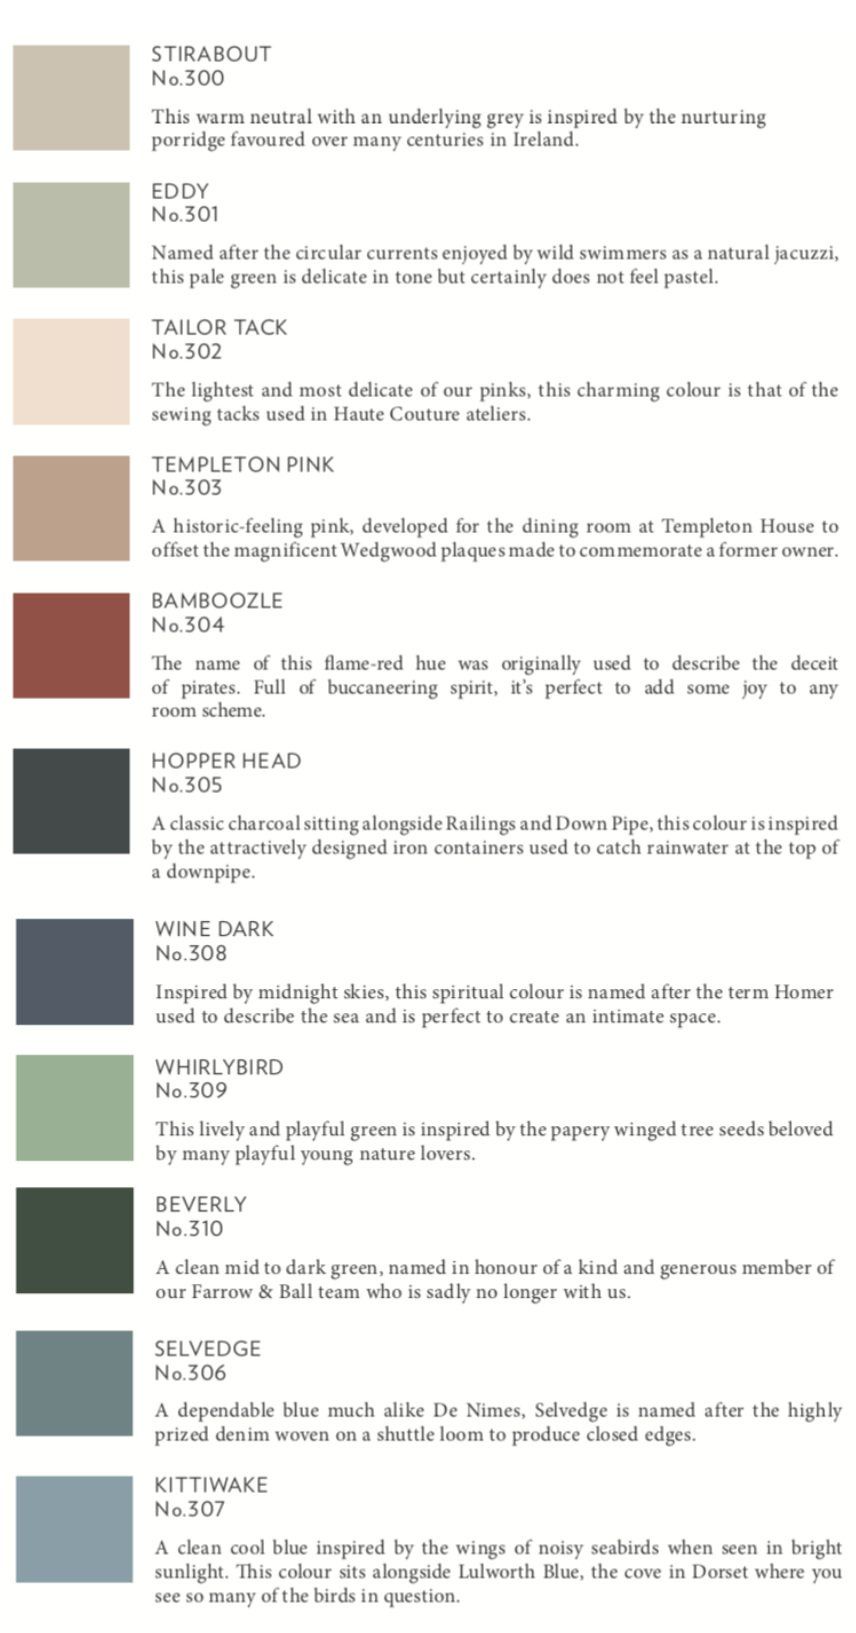 STIRABOUT
No.300
This warm neutral with an underlying grey is inspired by the nurturing
porridge favoured over many centuries in Ireland.
EDDY
No.301
Named after the circular currents enjoyed by wild swimmers as a natural jacuzzi,
this pale green is delicate in tone but certainly does not feel pastel.
TAILOR TACK
No.302
The lightest and most delicate of our pinks, this charming colour is that of the
sewing tacks used in Haute Couture ateliers.
TEMPLETON PINK
No.303
A historic-feeling pink, developed for the dining room at Templeton House to
offset the magnificent Wedgwood plaques made to commemorate a former owner.
BAMBOOZLE
No.304
The name of this flame-red hue was originally used to describe the deceit
of pirates. Full of buccaneering spirit, it’s perfect to add some joy to any
room scheme.
HOPPER HEAD
No.305
A classic charcoal sitting alongside Railings and Down Pipe, this colour is inspired
by the attractively designed iron containers used to catch rainwater at the top of
a downpipe.
WINE DARK
No.308
Inspired by midnight skies, this spiritual colour is named after the term Homer
used to describe the sea and is perfect to create an intimate space.
WHIRLYBIRD
No.309
This lively and playful green is inspired by the papery winged tree seeds beloved
by many playful young nature lovers.
BEVERLY
No.310
A clean mid to dark green, named in honour of a kind and generous member of
our Farrow & Ball team who is sadly no longer with us.
SELVEDGE
No.306
A dependable blue much alike De Nimes, Selvedge is named after the highly
prized denim woven on a shuttle loom to produce closed edges.
KITTIWAKE
No.307
A clean cool blue inspired by the wings of noisy seabirds when seen in bright
sunlight. This colour sits alongside Lulworth Blue, the cove in Dorset where you
see so many of the birds in question.